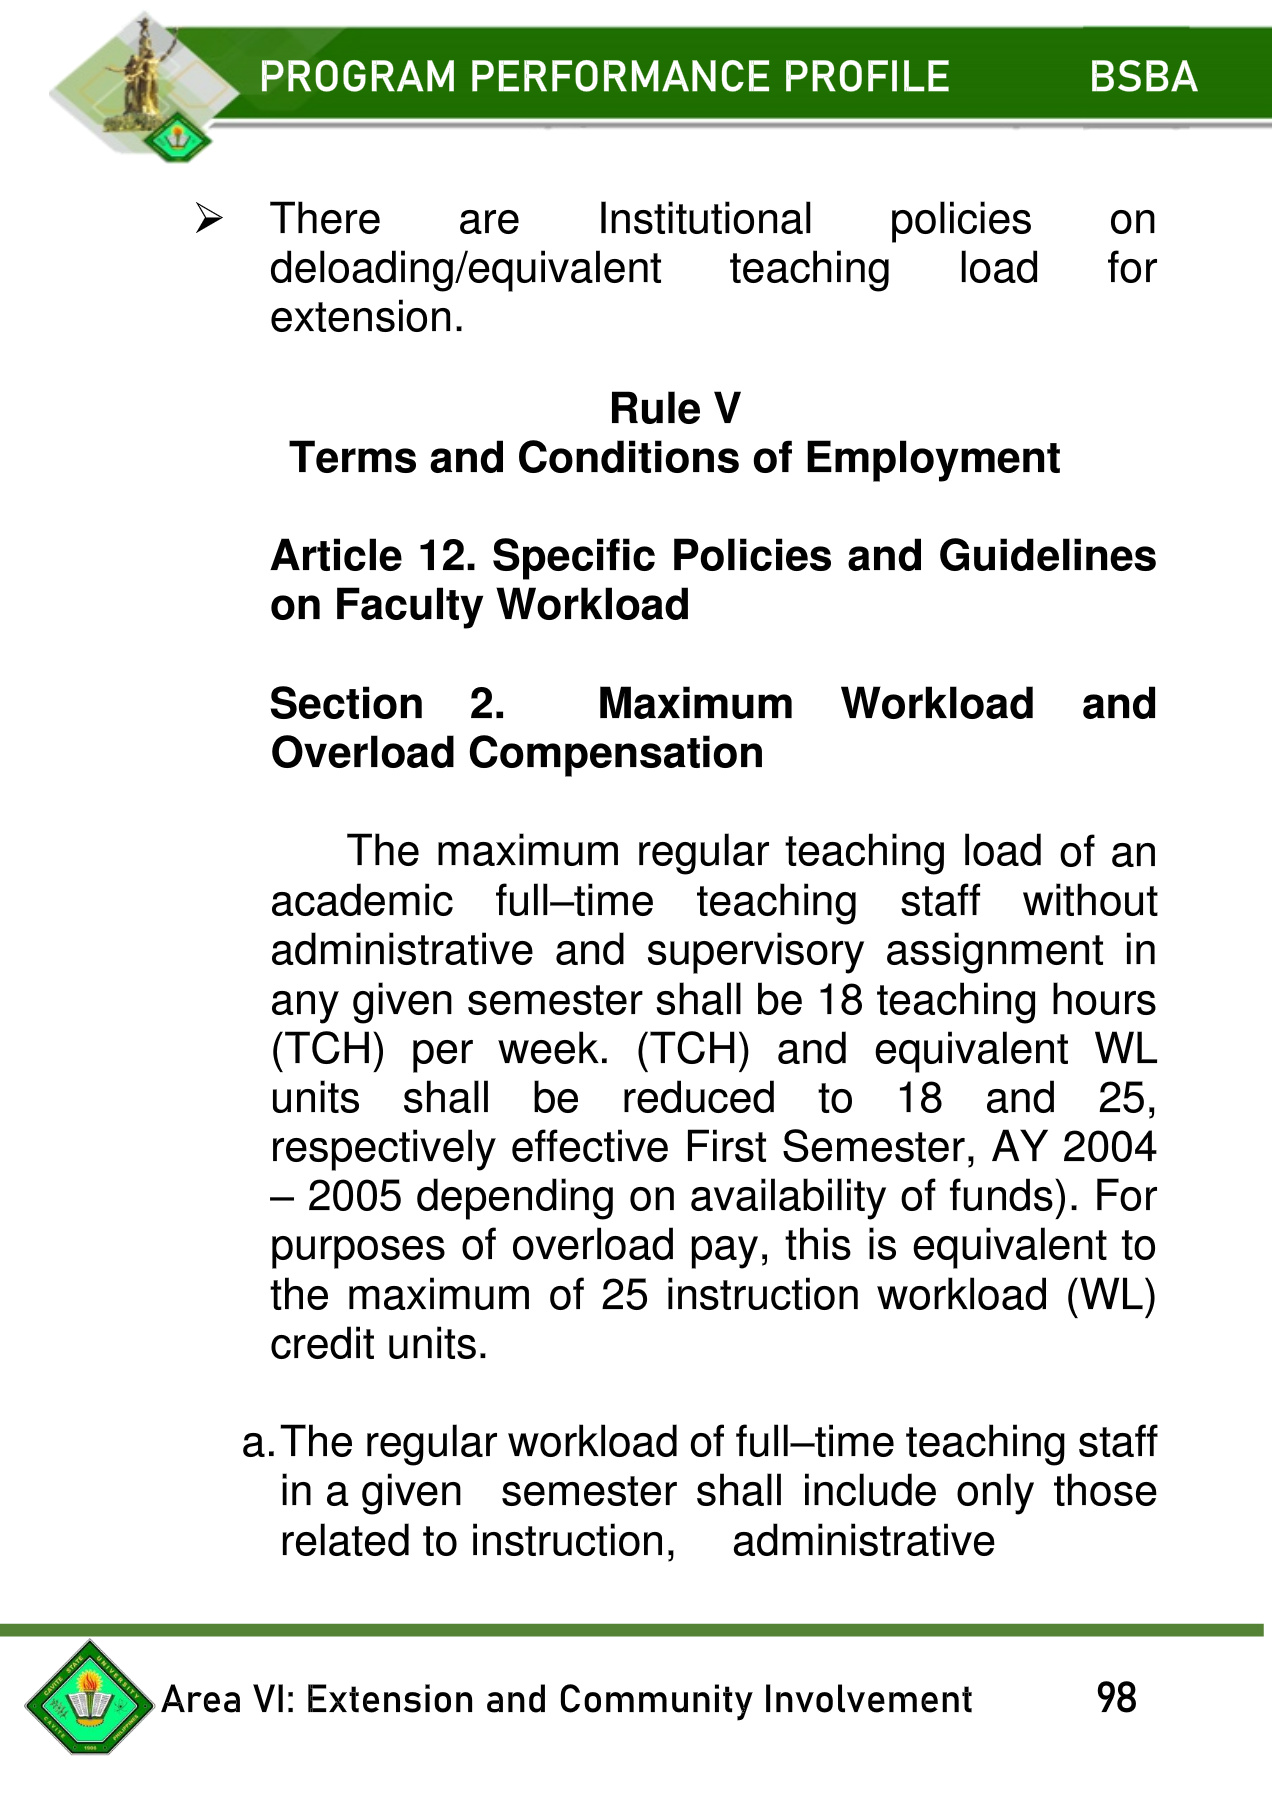 PROGRAM PERFORMANCE PROFILE BSBA
➢ There are Institutional policies on
deloading/equivalent teaching load for
extension.
Rule V
Terms and Conditions of Employment
Article 12. Specific Policies and Guidelines
on Faculty Workload
Section 2. Maximum Workload and
Overload Compensation
The maximum regular teaching load of an
academic full–time teaching staff without
administrative and supervisory assignment in
any given semester shall be 18 teaching hours
(TCH) per week. (TCH) and equivalent WL
units shall be reduced to 18 and 25,
respectively effective First Semester, AY 2004
– 2005 depending on availability of funds). For
purposes of overload pay, this is equivalent to
the maximum of 25 instruction workload (WL)
credit units.
a. The regular workload of full–time teaching staff
in a given semester shall include only those
related to instruction, administrative
CAVITE STATE UNIVERSITY
CAVITE PHILIPPINES
1906
Area VI: Extension and Community Involvement 98